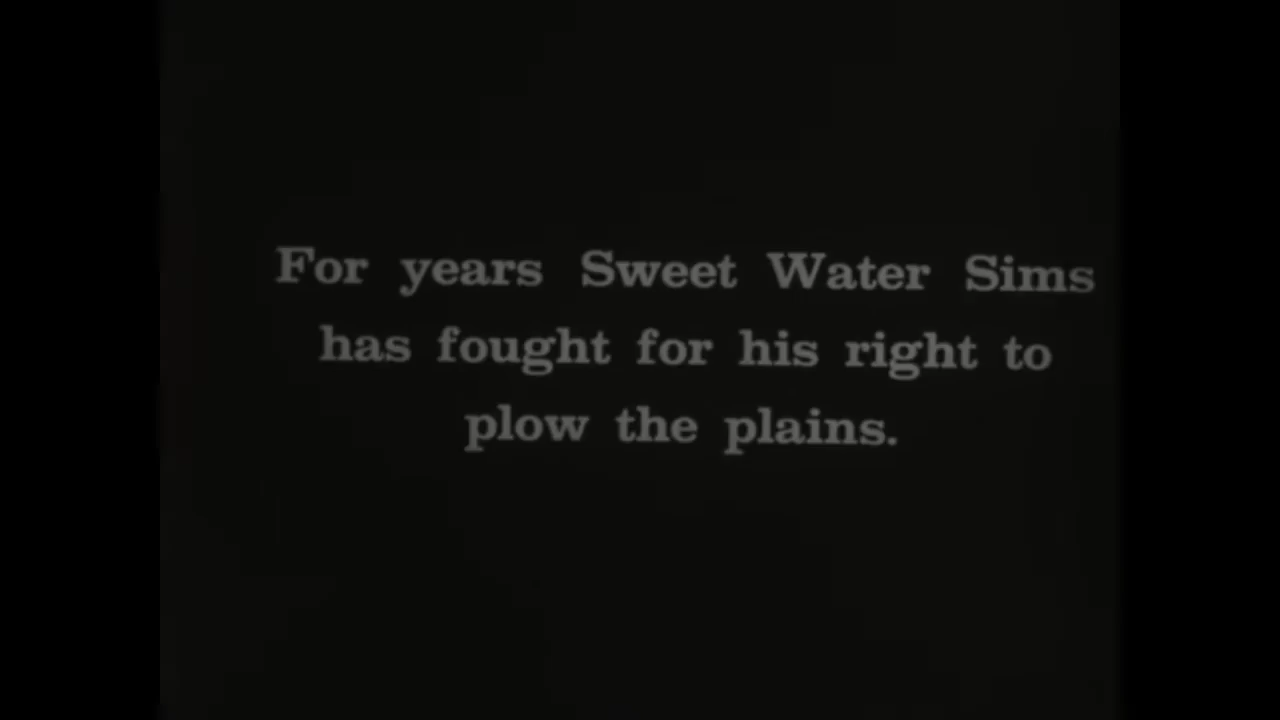 For years Sweet Water Sims
has fought for his right to
plow the plains.